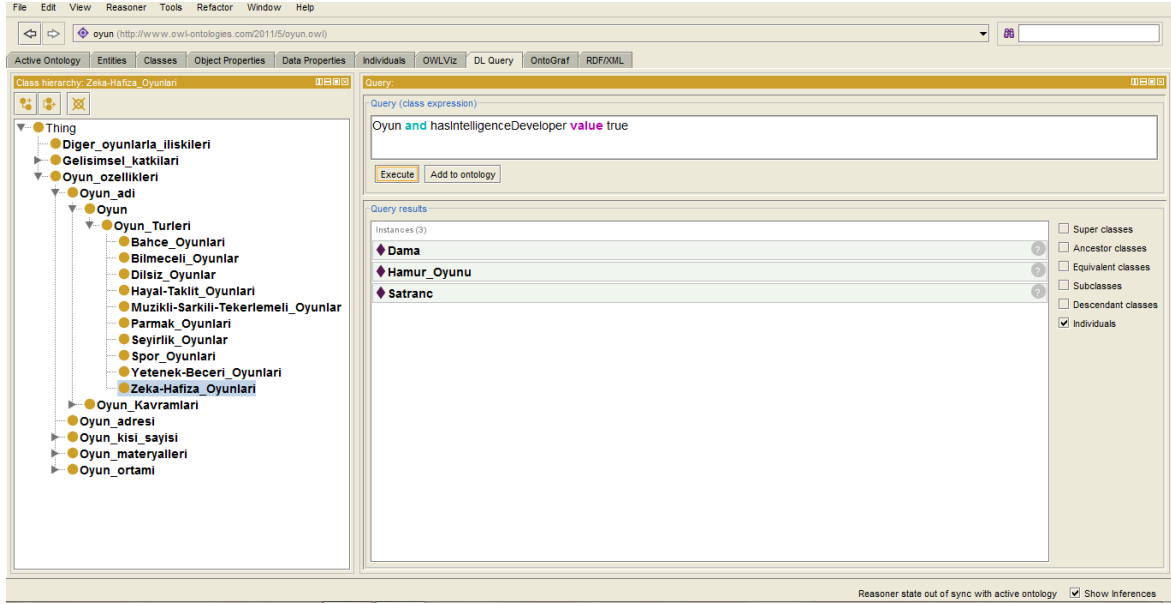 File Edit View Reasoner Tools Refactor Window Help
oyun (http://www.owl-ontologies.com/2011/5/oyun.owl)
Active Ontology Entities Classes Object Properties Data Properties Individuals OWLViz DL Query OntoGraf RDF/XML
Class hierarchy: Zeka-Hafiza_Oyunlari
Thing
Diger_oyunlarla_iliskileri
Gelisimsel_katkilari
Oyun_ozellikleri
Oyun_adi
Oyun
Oyun_Turleri
Bahce_Oyunlari
Bilmeceli_Oyunlar
Dilsiz_Oyunlar
Hayal-Taklit_Oyunlari
Muzikli-Sarkili-Tekerlemeli_Oyunlar
Parmak_Oyunlari
Seyirlik_Oyunlar
Spor_Oyunlari
Yetenek-Beceri_Oyunlari
Zeka-Hafiza_Oyunlari
Oyun_Kavramlari
Oyun_adresi
Oyun_kisi_sayisi
Oyun_materyalleri
Oyun_ortami
Query:
Query (class expression)
Oyun and hasIntelligenceDeveloper value true
Execute Add to ontology
Query results
Instances (3)
Dama ?
Hamur_Oyunu ?
Satranc ?
Super classes
Ancestor classes
Equivalent classes
Subclasses
Descendant classes
Individuals
Reasoner state out of sync with active ontology Show Inferences